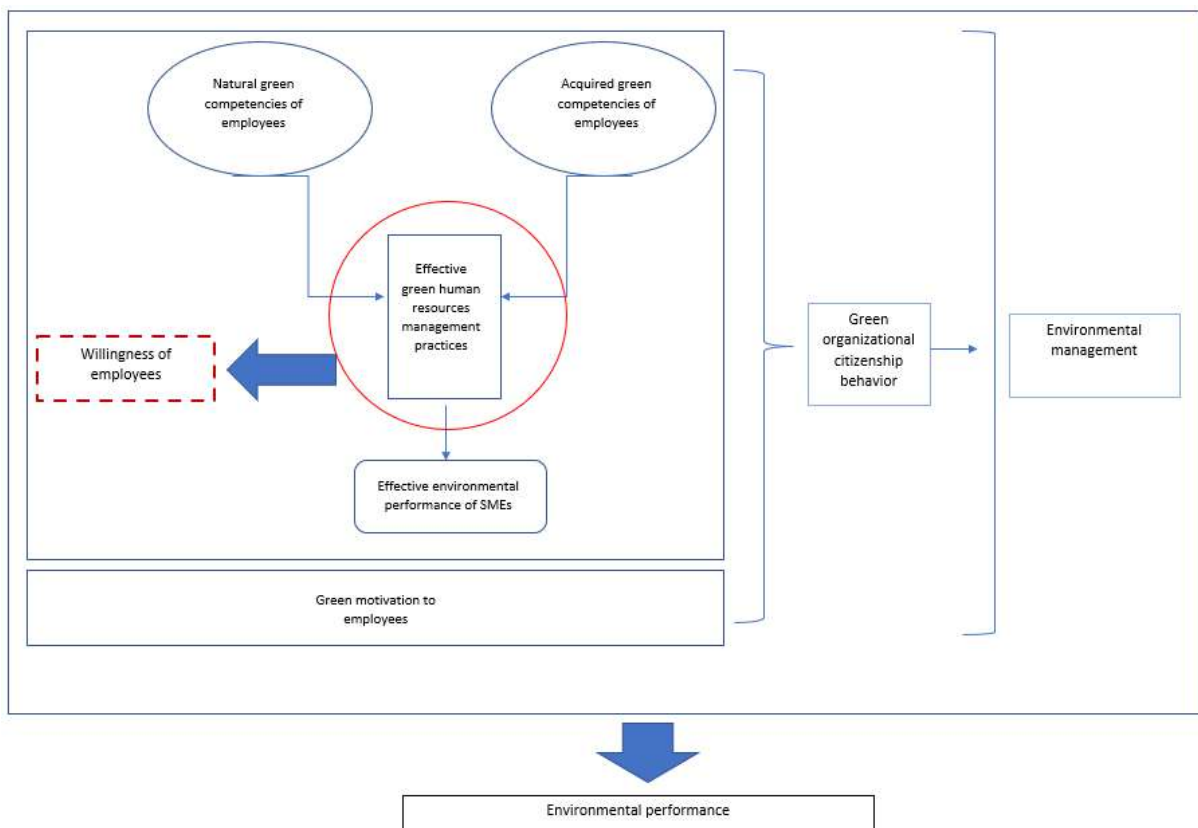 Natural green
competencies of
employees
Acquired green
competencies of
employees
Effective
green human
resources
management
practices
Willingness of
employees
Effective environmental
performance of SMEs
Green motivation to
employees
Green
organizational
citizenship
behavior
Environmental
management
Environmental performance